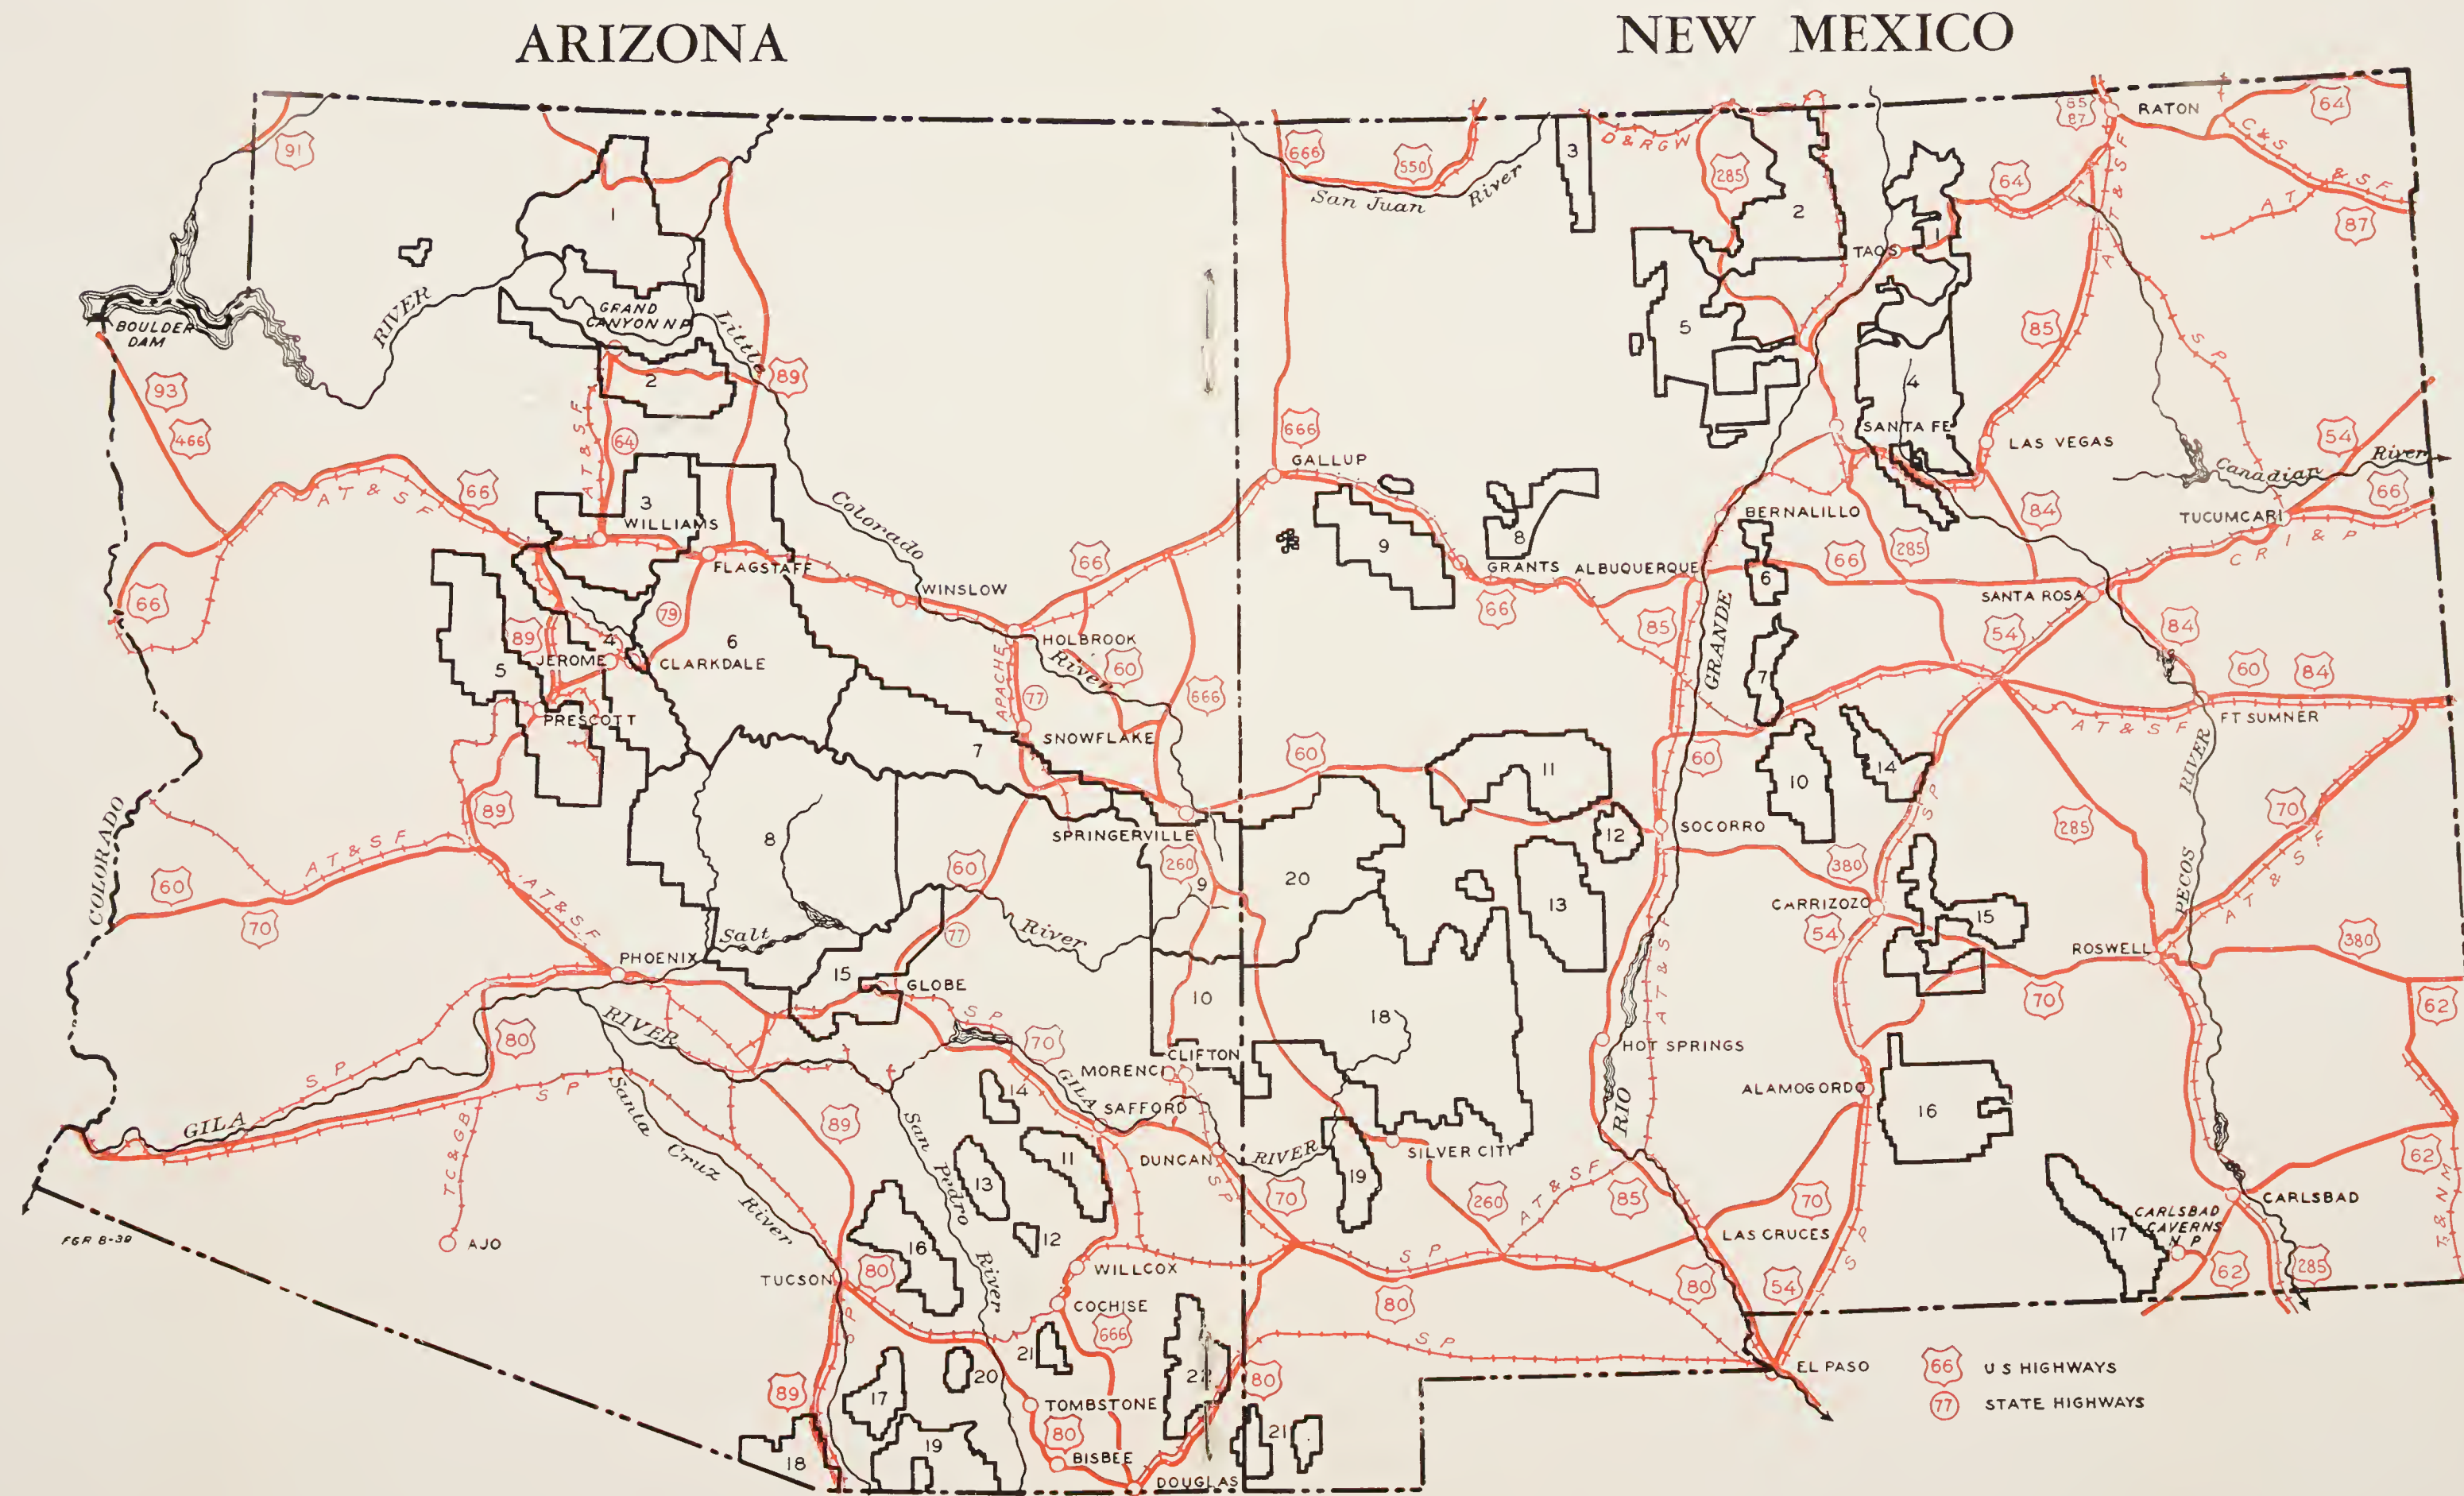 ARIZONA
NEW MEXICO
91
1
RIVER
GRAND
CANYON N P
Little
BOULDER
DAM
93
466
2
89
A T & S F
64
66
A T & S F
3
WILLIAMS
FLAGSTAFF
Colorado
WINSLOW
66
66
79
89
4
5
6
JEROME
CLARKDALE
PRESCOTT
HOLBROOK
River
60
APACHE
77
666
SNOWFLAKE
7
89
COLORADO
A T & S F
60
70
A T & S F
8
SPRINGERVILLE
260
9
60
77
Salt
River
PHOENIX
15
GLOBE
10
RIVER
S P
70
80
S P
S P
GILA
T C & G B
AJO
FGR 8-39
Santa
Cruz
River
89
San Pedro
River
14
GILA
CLIFTON
MORENCI
SAFFORD
11
13
12
DUNCAN
S P
16
TUCSON
80
S P
WILLCOX
COCHISE
666
21
20
17
22
89
TOMBSTONE
80
19
18
BISBEE
DOUGLAS
666
550
San Juan
River
3
D & R G W
285
2
TAOS
1
64
85
87
RATON
64
C & S
A T & S F
A T
& S F
87
5
4
85
S P
SANTA FE
LAS VEGAS
54
Canadian
River
66
TUCUMCARI
C R I & P
666
GALLUP
9
8
GRANTS
ALBUQUERQUE
66
BERNALILLO
66
285
84
6
SANTA ROSA
85
GRANDE
7
54
84
60
84
FT SUMNER
A T & S F
60
11
60
10
14
S P
12
SOCORRO
20
13
285
RIVER
PECOS
70
A T & S F
380
CARRIZOZO
54
15
ROSWELL
380
70
62
18
A T & S F
HOT SPRINGS
ALAMOGORDO
16
RIO
RIVER
SILVER CITY
19
70
260
A T & S F
85
70
LAS CRUCES
S P
62
T & N M
17
CARLSBAD
CARLSBAD
CAVERNS
N P
62
285
S P
80
80
54
S P
80
21
EL PASO
66
U S HIGHWAYS
77
STATE HIGHWAYS